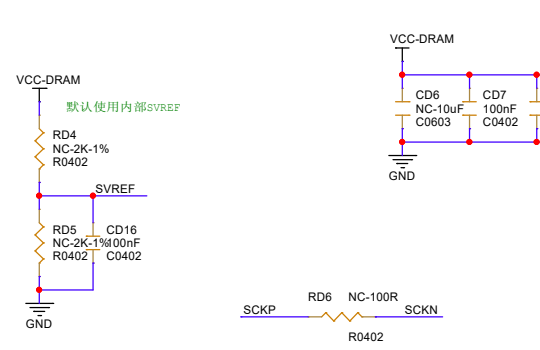 VCC-DRAM
默认使用内部SVREF
RD4
NC-2K-1%
R0402
SVREF
RD5
NC-2K-1%
R0402
CD16
100nF
C0402
GND
VCC-DRAM
CD6
NC-10uF
C0603
CD7
100nF
C0402
GND
SCKP
RD6
NC-100R
SCKN
R0402